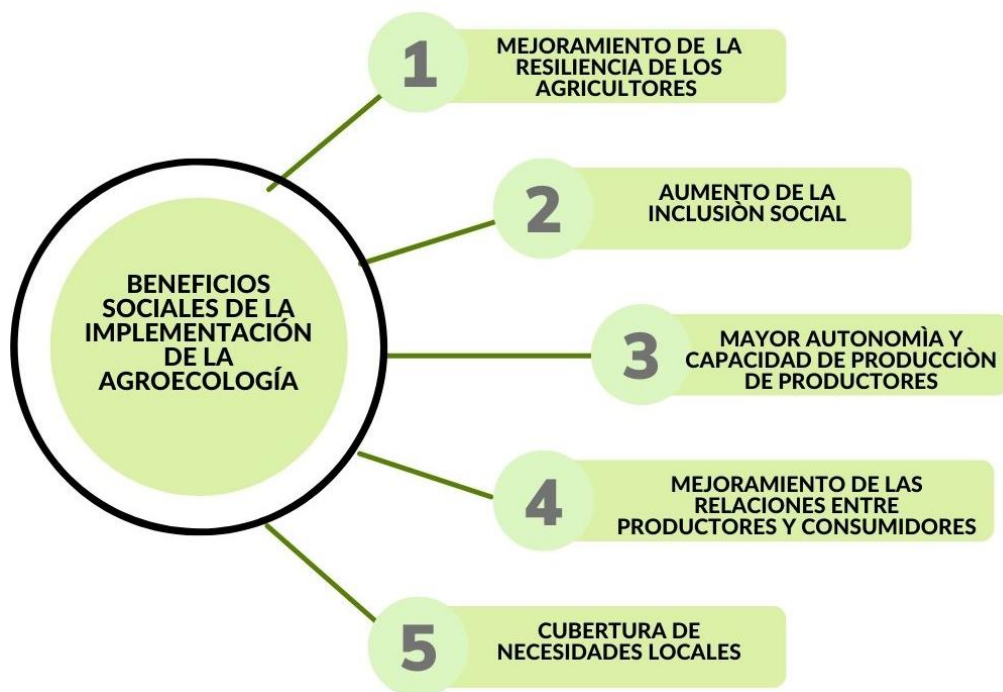 BENEFICIOS
SOCIALES DE LA
IMPLEMENTACIÓN
DE LA
AGROECOLOGÍA
1
MEJORAMIENTO DE LA
RESILIENCIA DE LOS
AGRICULTORES
2
AUMENTO DE LA
INCLUSIÒN SOCIAL
3
MAYOR AUTONOMÌA Y
CAPACIDAD DE PRODUCCIÒN
DE PRODUCTORES
4
MEJORAMIENTO DE LAS
RELACIONES ENTRE
PRODUCTORES Y CONSUMIDORES
5
CUBERTURA DE
NECESIDADES LOCALES